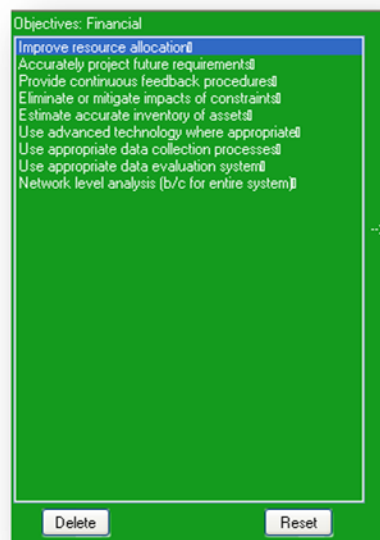 Objectives: Financial
Improve resource allocation
Accurately project future requirements
Provide continuous feedback procedures
Eliminate or mitigate impacts of constraints
Estimate accurate inventory of assets
Use advanced technology where appropriate
Use appropriate data collection processes
Use appropriate data evaluation system
Network level analysis (b/c for entire system)
Delete
Reset